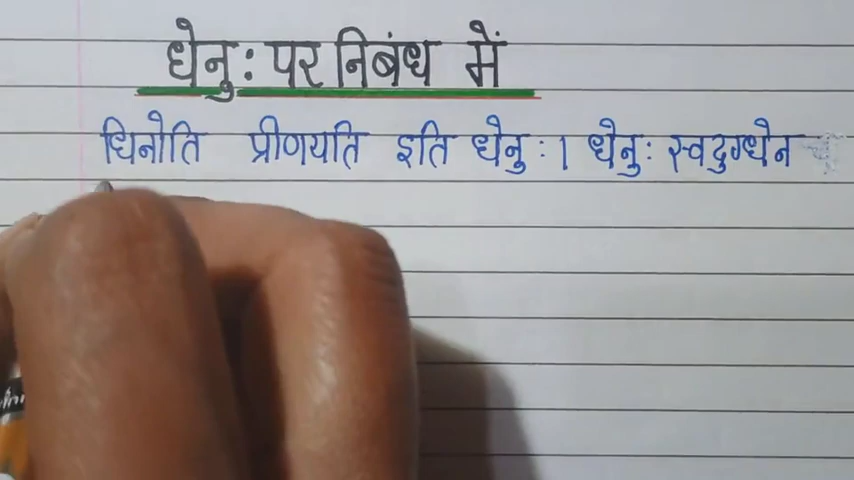 धेनु: पर निबंध में
धिनोति प्रीणयति इति धेनु: । धेनु: स्वदुग्धेन